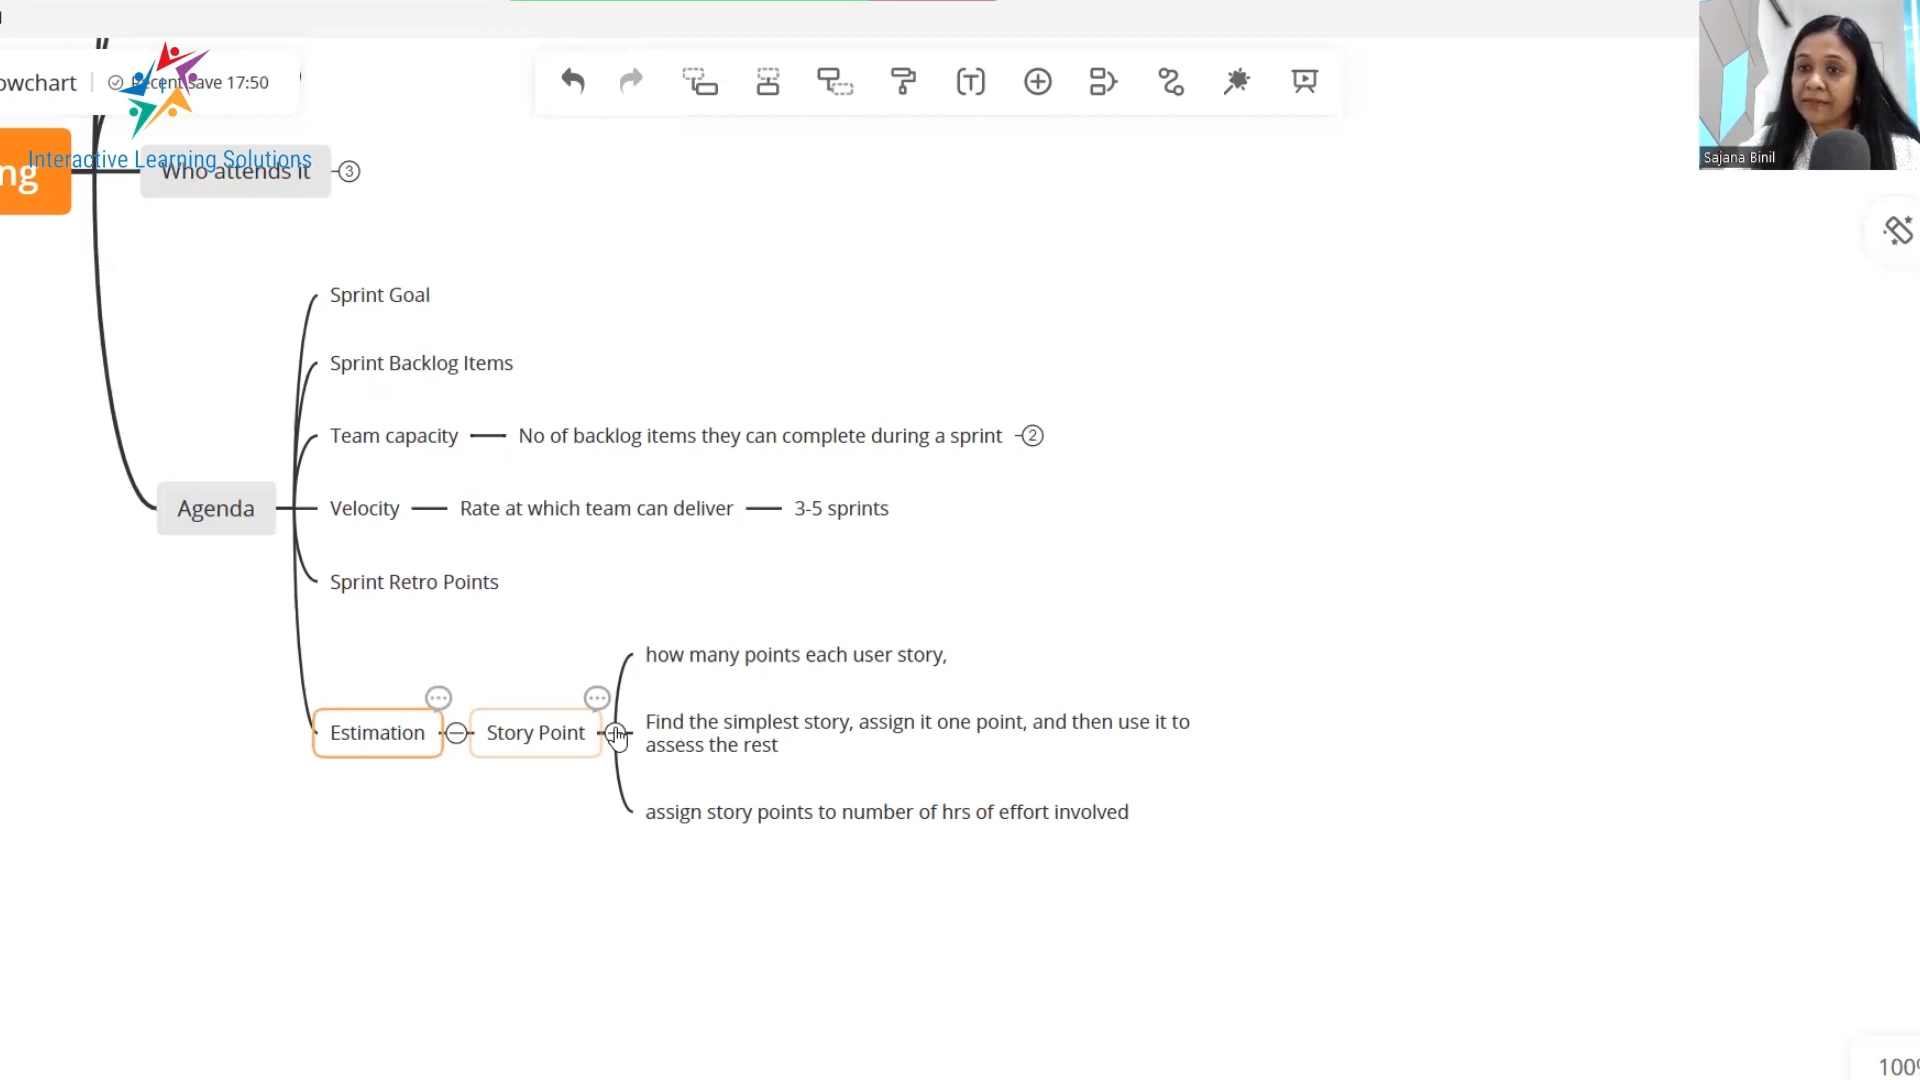 owchart
Recent save 17:50
Interactive Learning Solutions
ng
Who attends it
3
Sajana Binil
Sprint Goal
Sprint Backlog Items
Team capacity
No of backlog items they can complete during a sprint
2
Agenda
Velocity
Rate at which team can deliver
3-5 sprints
Sprint Retro Points
how many points each user story,
Estimation
Story Point
Find the simplest story, assign it one point, and then use it to
assess the rest
assign story points to number of hrs of effort involved
100%